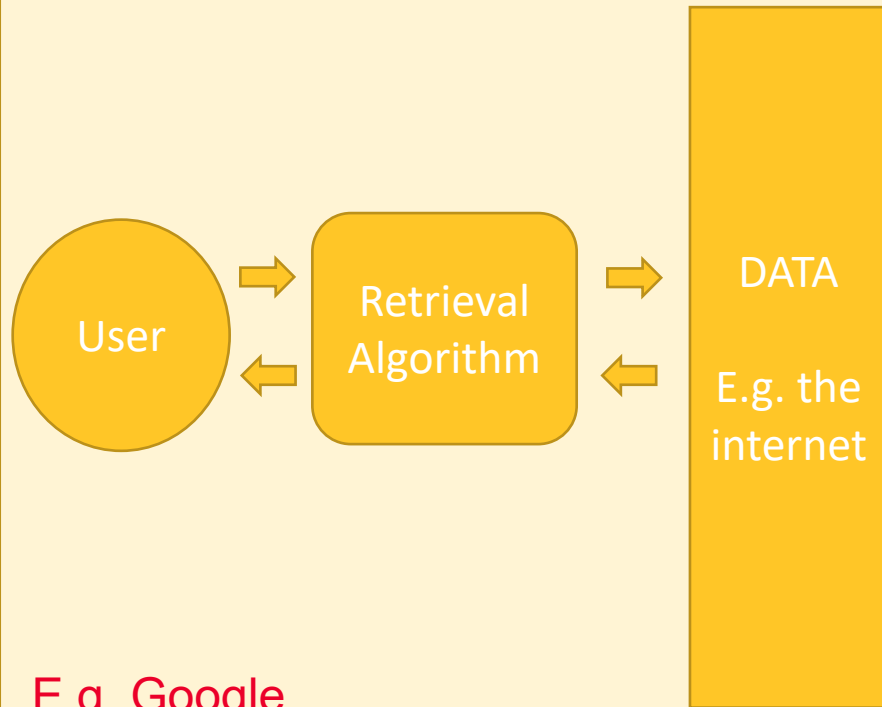 User
Retrieval
Algorithm
DATA
E.g. the
internet
E.g. Google